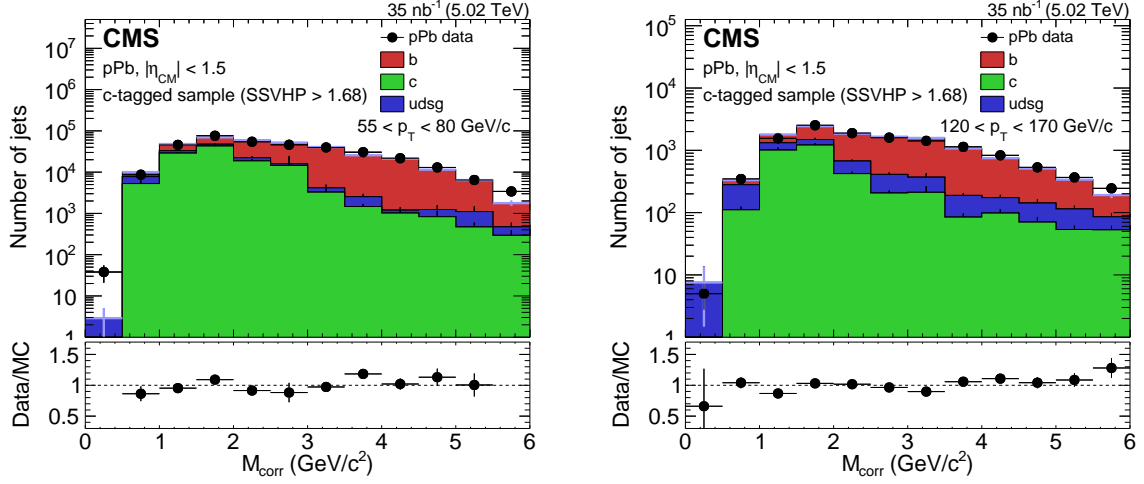 35 nb⁻¹ (5.02 TeV)
CMS
pPb, |η_CM| < 1.5
c-tagged sample (SSVHP > 1.68)
pPb data
b
c
udsg
55 < p_T < 80 GeV/c
Number of jets
10⁷
10⁶
10⁵
10⁴
10³
10²
10
1
Data/MC
1.5
1
0.5
0 1 2 3 4 5 6
M_corr (GeV/c²)
35 nb⁻¹ (5.02 TeV)
CMS
pPb, |η_CM| < 1.5
c-tagged sample (SSVHP > 1.68)
pPb data
b
c
udsg
120 < p_T < 170 GeV/c
Number of jets
10⁵
10⁴
10³
10²
10
1
Data/MC
1.5
1
0.5
0 1 2 3 4 5 6
M_corr (GeV/c²)